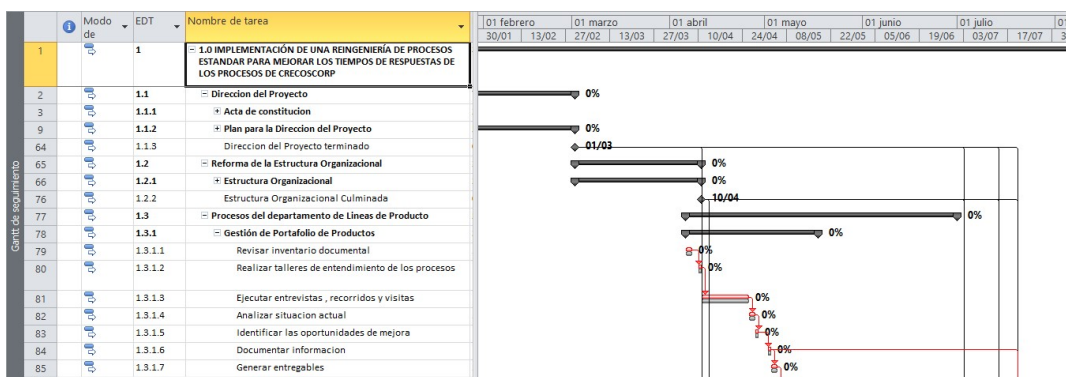 Modo de EDT Nombre de tarea 01 febrero 01 marzo 01 abril 01 mayo 01 junio 01 julio
30/01 13/02 27/02 13/03 27/03 10/04 24/04 08/05 22/05 05/06 19/06 03/07 17/07
1 1 1.0 IMPLEMENTACIÓN DE UNA REINGENIERÍA DE PROCESOS
ESTANDAR PARA MEJORAR LOS TIEMPOS DE RESPUESTAS DE
LOS PROCESOS DE CRECOSCORP
2 1.1 Direccion del Proyecto 0%
3 1.1.1 Acta de constitucion
9 1.1.2 Plan para la Direccion del Proyecto 0%
64 1.1.3 Direccion del Proyecto terminado 01/03
65 1.2 Reforma de la Estructura Organizacional 0%
66 1.2.1 Estructura Organizacional 0%
76 1.2.2 Estructura Organizacional Culminada 10/04
77 1.3 Procesos del departamento de Lineas de Producto 0%
78 1.3.1 Gestión de Portafolio de Productos 0%
79 1.3.1.1 Revisar inventario documental 0%
80 1.3.1.2 Realizar talleres de entendimiento de los procesos 0%
81 1.3.1.3 Ejecutar entrevistas , recorridos y visitas 0%
82 1.3.1.4 Analizar situacion actual 0%
83 1.3.1.5 Identificar las oportunidades de mejora 0%
84 1.3.1.6 Documentar informacion 0%
85 1.3.1.7 Generar entregables 0%
Gantt de seguimiento